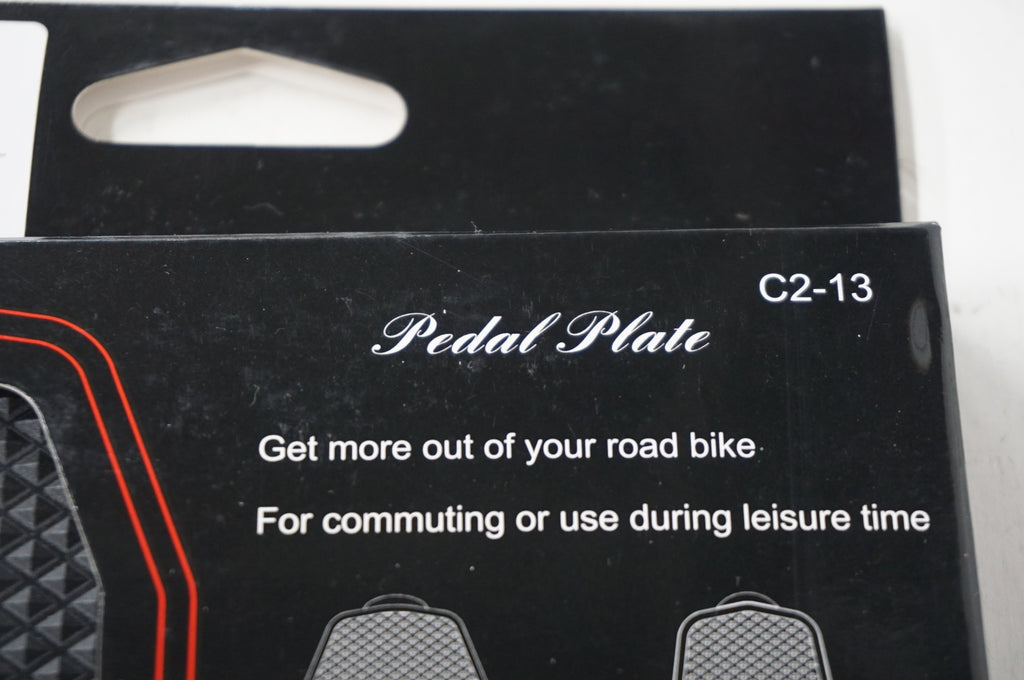 C2-13
Pedal Plate
Get more out of your road bike
For commuting or use during leisure time